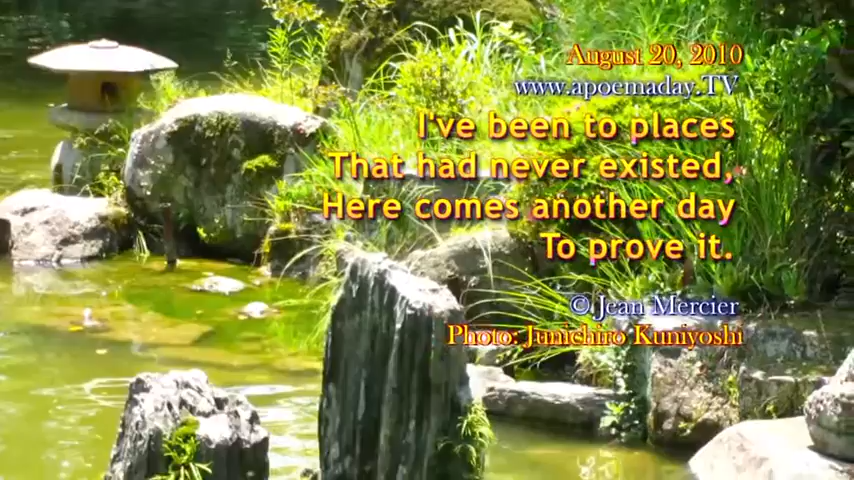 August 20, 2010
www.apoemaday.TV
I've been to places
That had never existed,
Here comes another day
To prove it.
© Jean Mercier
Photo: Junichiro Kuniyoshi